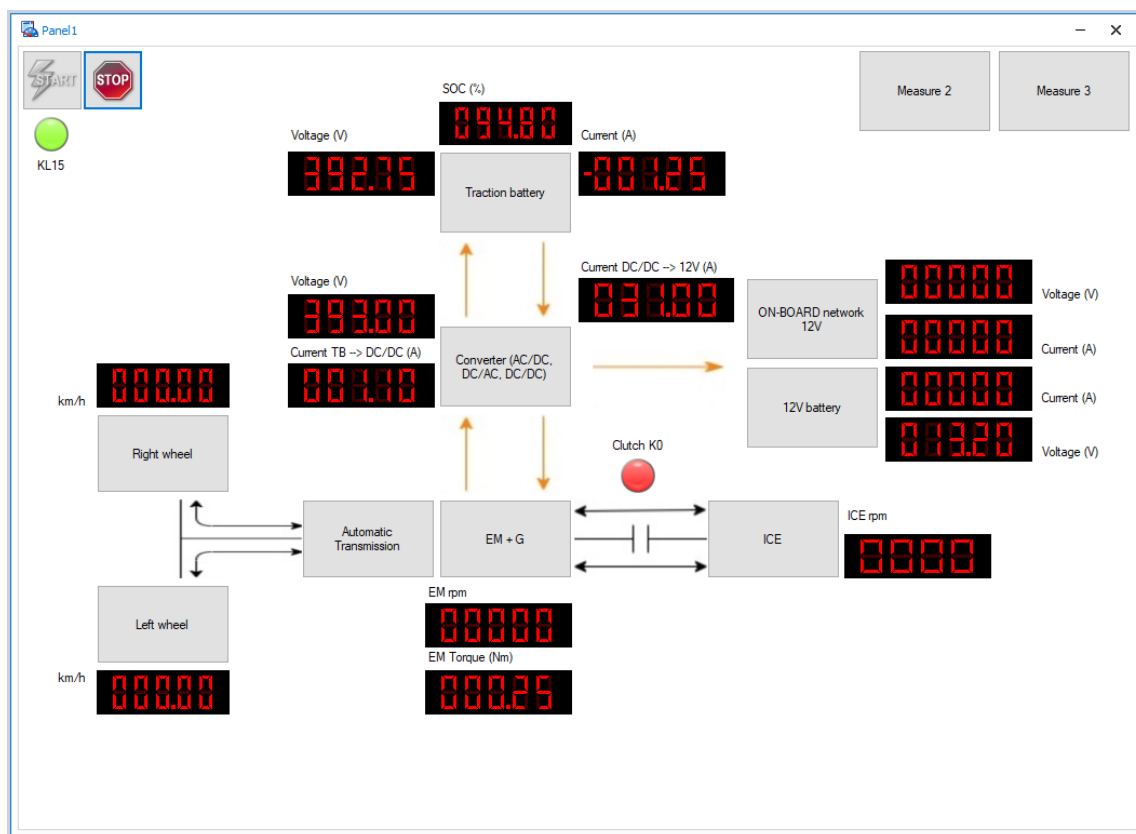 Panel1
START
STOP
KL15
SOC (%)
094.80
Measure 2
Measure 3
Voltage (V)
392.75
Traction battery
Current (A)
-001.25
Voltage (V)
393.00
Current TB --> DC/DC (A)
001.10
Converter (AC/DC,
DC/AC, DC/DC)
Current DC/DC --> 12V (A)
031.00
ON-BOARD network
12V
00000
Voltage (V)
00000
Current (A)
12V battery
00000
Current (A)
013.20
Voltage (V)
km/h
000.00
Right wheel
Clutch K0
Automatic
Transmission
EM + G
ICE
ICE rpm
0000
Left wheel
km/h
000.00
EM rpm
00000
EM Torque (Nm)
000.25